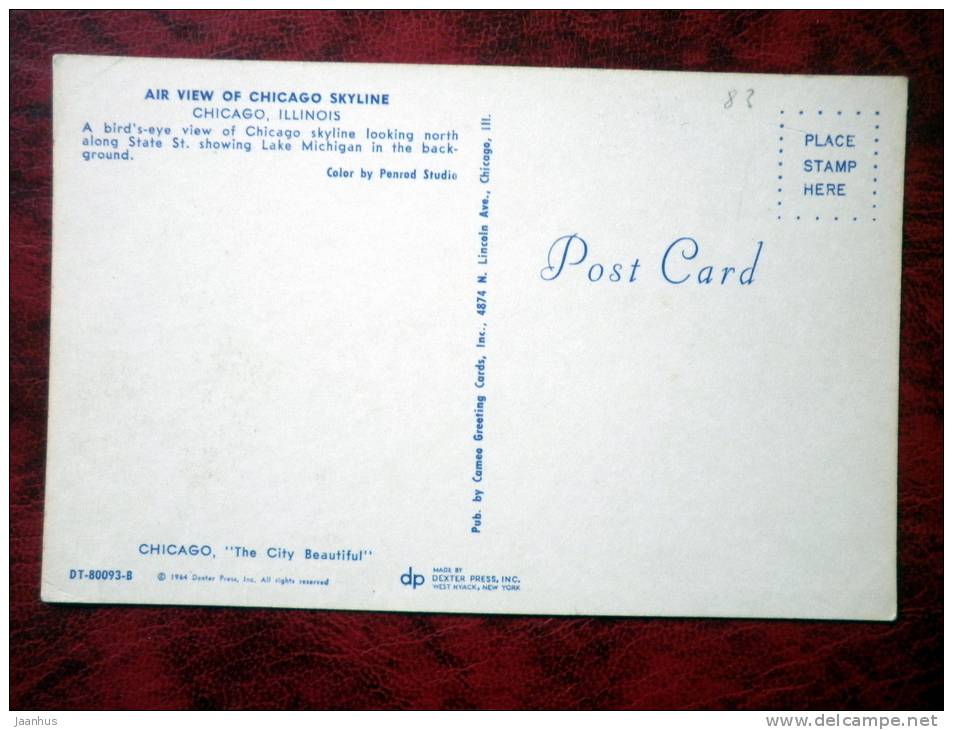 AIR VIEW OF CHICAGO SKYLINE
CHICAGO, ILLINOIS
A bird's-eye view of Chicago skyline looking north
along State St. showing Lake Michigan in the back-
ground.
Color by Penrod Studio
CHICAGO, "The City Beautiful"
DT-80093-B
© 1964 Dexter Press, Inc. All rights reserved
Pub. by Cameo Greeting Cards, Inc., 4874 N. Lincoln Ave., Chicago, Ill.
dp
MADE BY
DEXTER PRESS, INC.
WEST NYACK, NEW YORK
83
PLACE
STAMP
HERE
Post Card
Jaanhus
www.delcampe.net